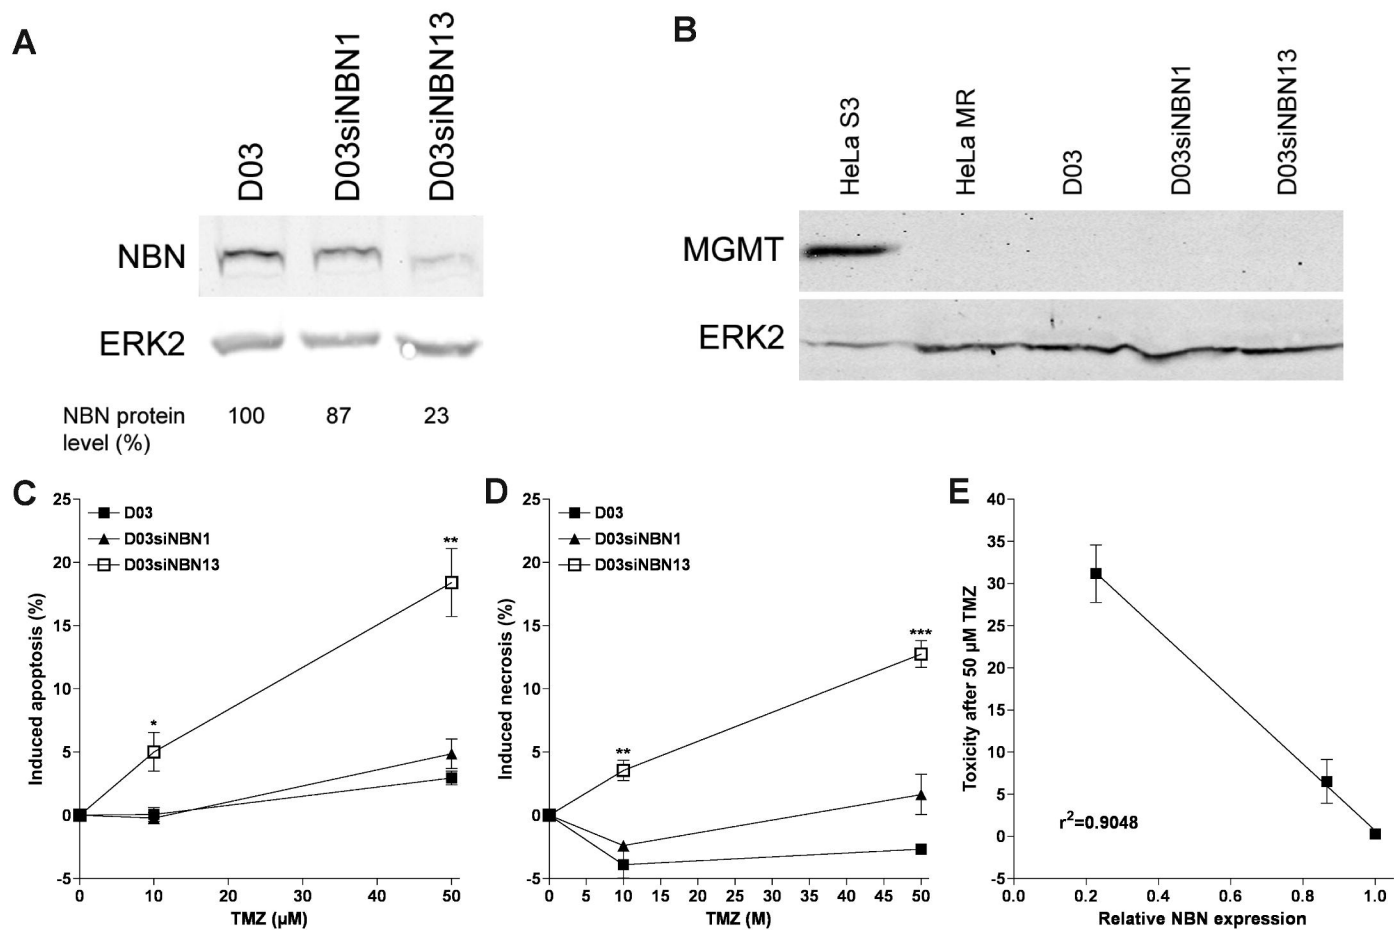 A
D03
D03siNBN1
D03siNBN13
NBN
ERK2
NBN protein
level (%)
100 87 23
B
HeLa S3
HeLa MR
D03
D03siNBN1
D03siNBN13
MGMT
ERK2
C
Induced apoptosis (%)
25
20
15
10
5
0
-5
D03
D03siNBN1
D03siNBN13
*
**
0 10 20 30 40 50
TMZ (µM)
D
Induced necrosis (%)
25
20
15
10
5
0
-5
D03
D03siNBN1
D03siNBN13
**
***
0 5 10 15 20 25 30 35 40 45 50
TMZ (M)
E
Toxicity after 50 µM TMZ
40
35
30
25
20
15
10
5
0
-5
r²=0.9048
0.0 0.2 0.4 0.6 0.8 1.0
Relative NBN expression